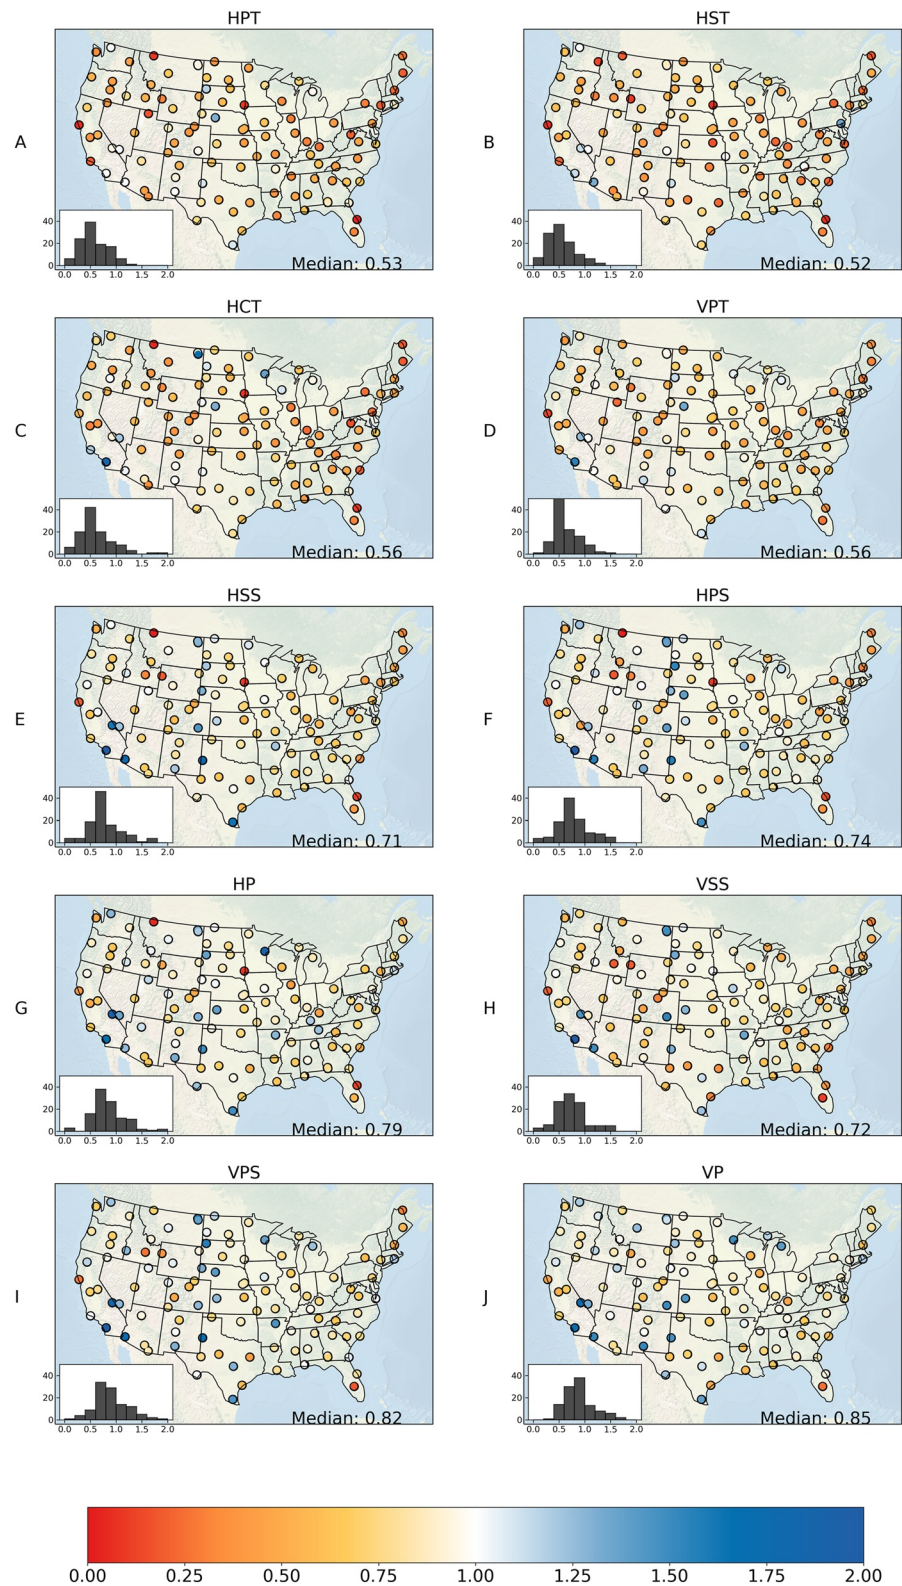 HPT HST
A B
40 40
20 20
0 0
0.0 0.5 1.0 1.5 2.0 0.0 0.5 1.0 1.5 2.0
Median: 0.53 Median: 0.52
HCT VPT
C D
40 40
20 20
0 0
0.0 0.5 1.0 1.5 2.0 0.0 0.5 1.0 1.5 2.0
Median: 0.56 Median: 0.56
HSS HPS
E F
40 40
20 20
0 0
0.0 0.5 1.0 1.5 2.0 0.0 0.5 1.0 1.5 2.0
Median: 0.71 Median: 0.74
HP VSS
G H
40 40
20 20
0 0
0.0 0.5 1.0 1.5 2.0 0.0 0.5 1.0 1.5 2.0
Median: 0.79 Median: 0.72
VPS VP
I J
40 40
20 20
0 0
0.0 0.5 1.0 1.5 2.0 0.0 0.5 1.0 1.5 2.0
Median: 0.82 Median: 0.85
0.00 0.25 0.50 0.75 1.00 1.25 1.50 1.75 2.00